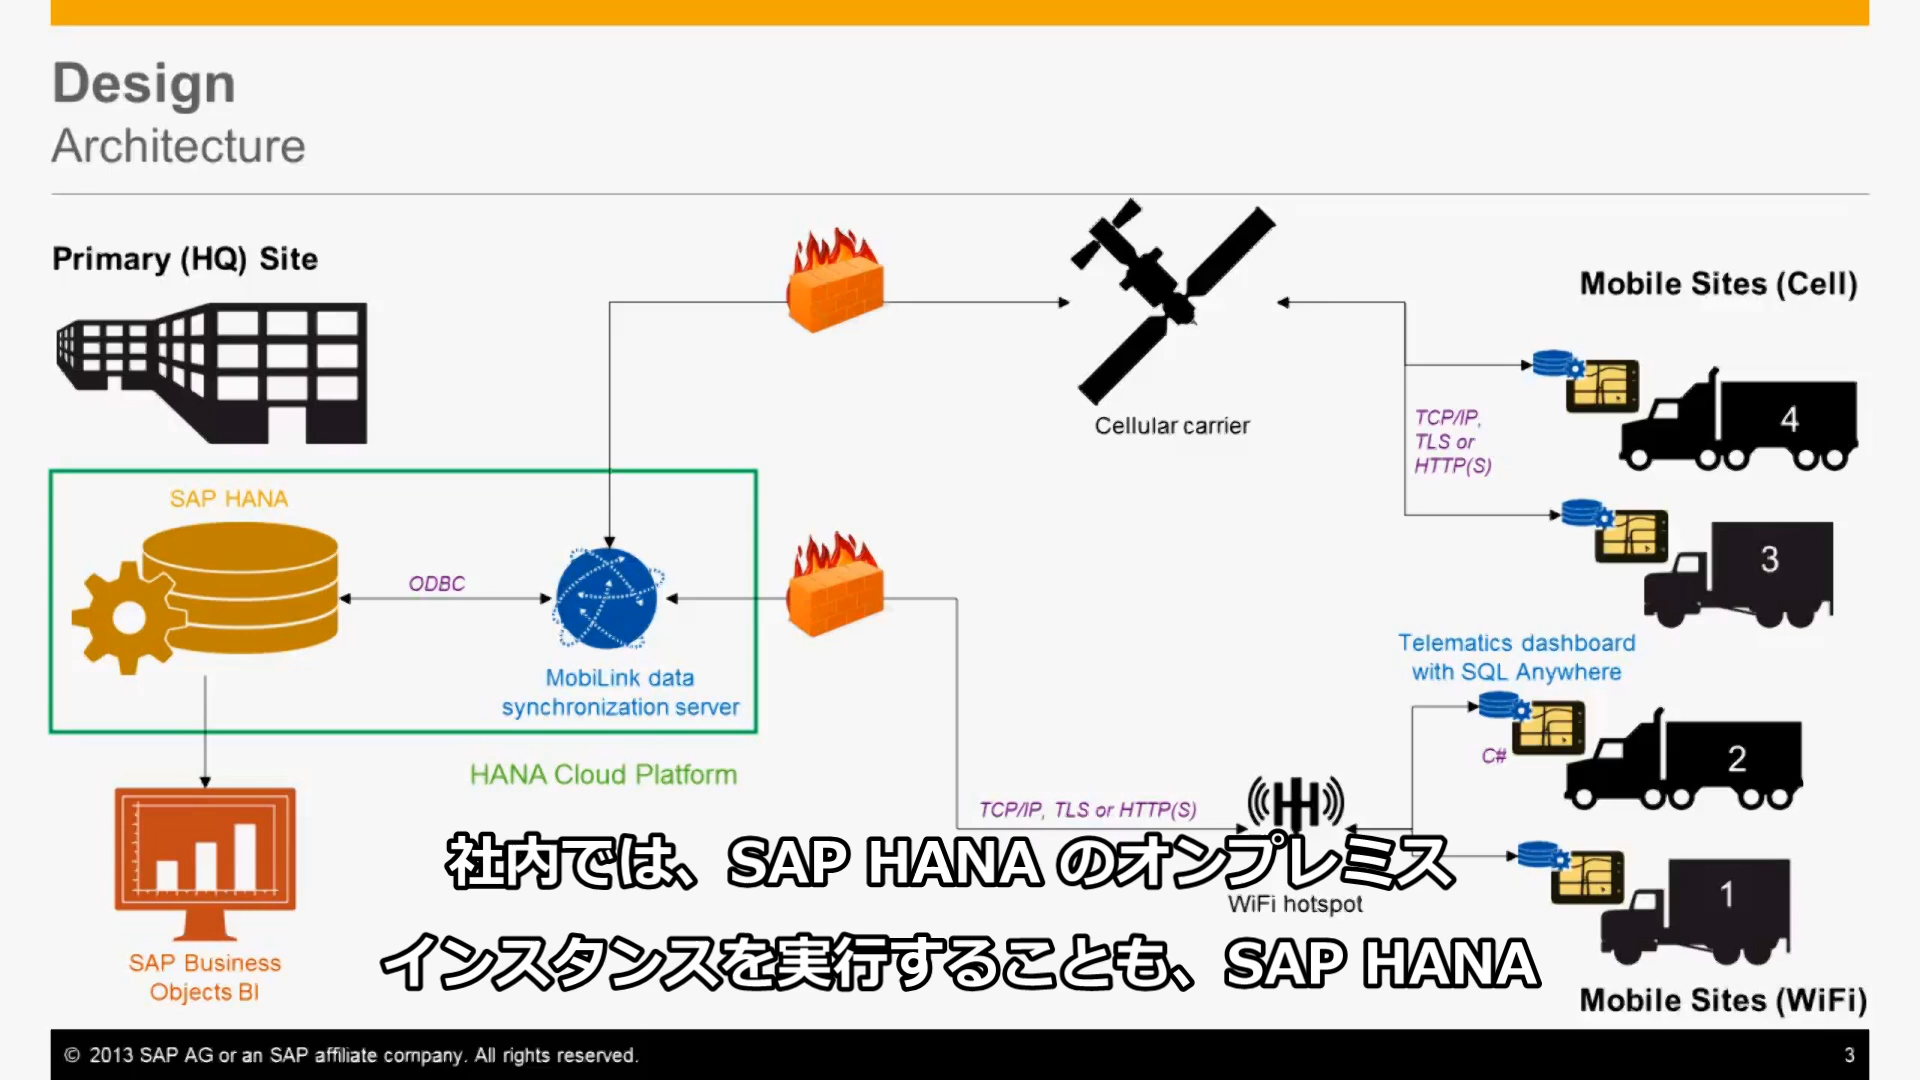 Design
Architecture
Primary (HQ) Site
Mobile Sites (Cell)
Cellular carrier
TCP/IP,
TLS or
HTTP(S)
4
3
SAP HANA
ODBC
MobiLink data
synchronization server
HANA Cloud Platform
Telematics dashboard
with SQL Anywhere
C#
2
TCP/IP, TLS or HTTP(S)
WiFi hotspot
1
SAP Business
Objects BI
Mobile Sites (WiFi)
社内では、SAP HANA のオンプレミス
インスタンスを実行することも、SAP HANA
© 2013 SAP AG or an SAP affiliate company. All rights reserved.
3